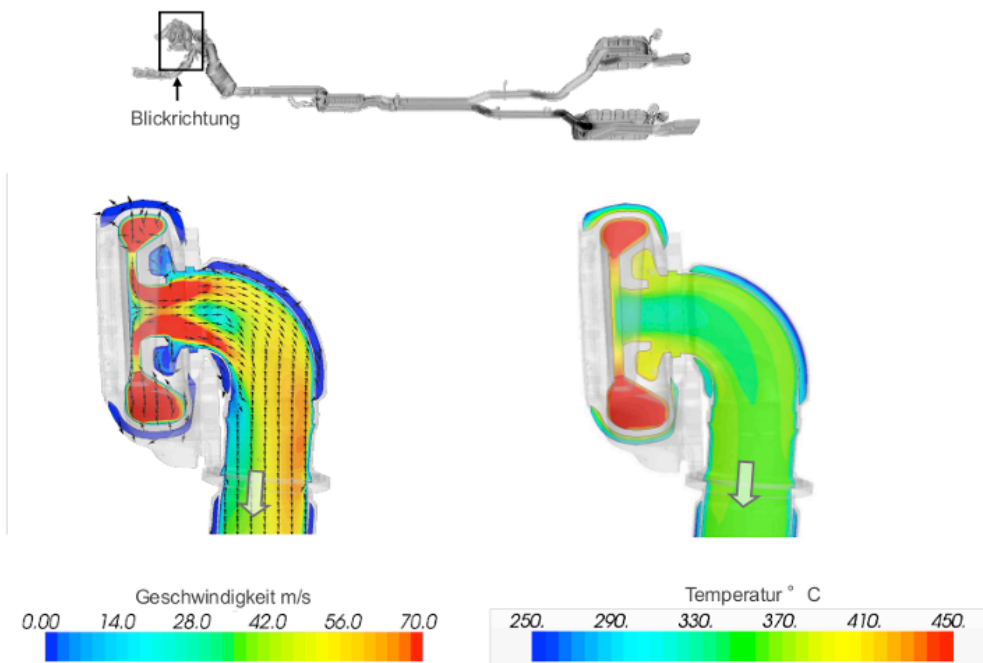 Blickrichtung
Geschwindigkeit m/s
0.00 14.0 28.0 42.0 56.0 70.0
Temperatur ° C
250. 290. 330. 370. 410. 450.